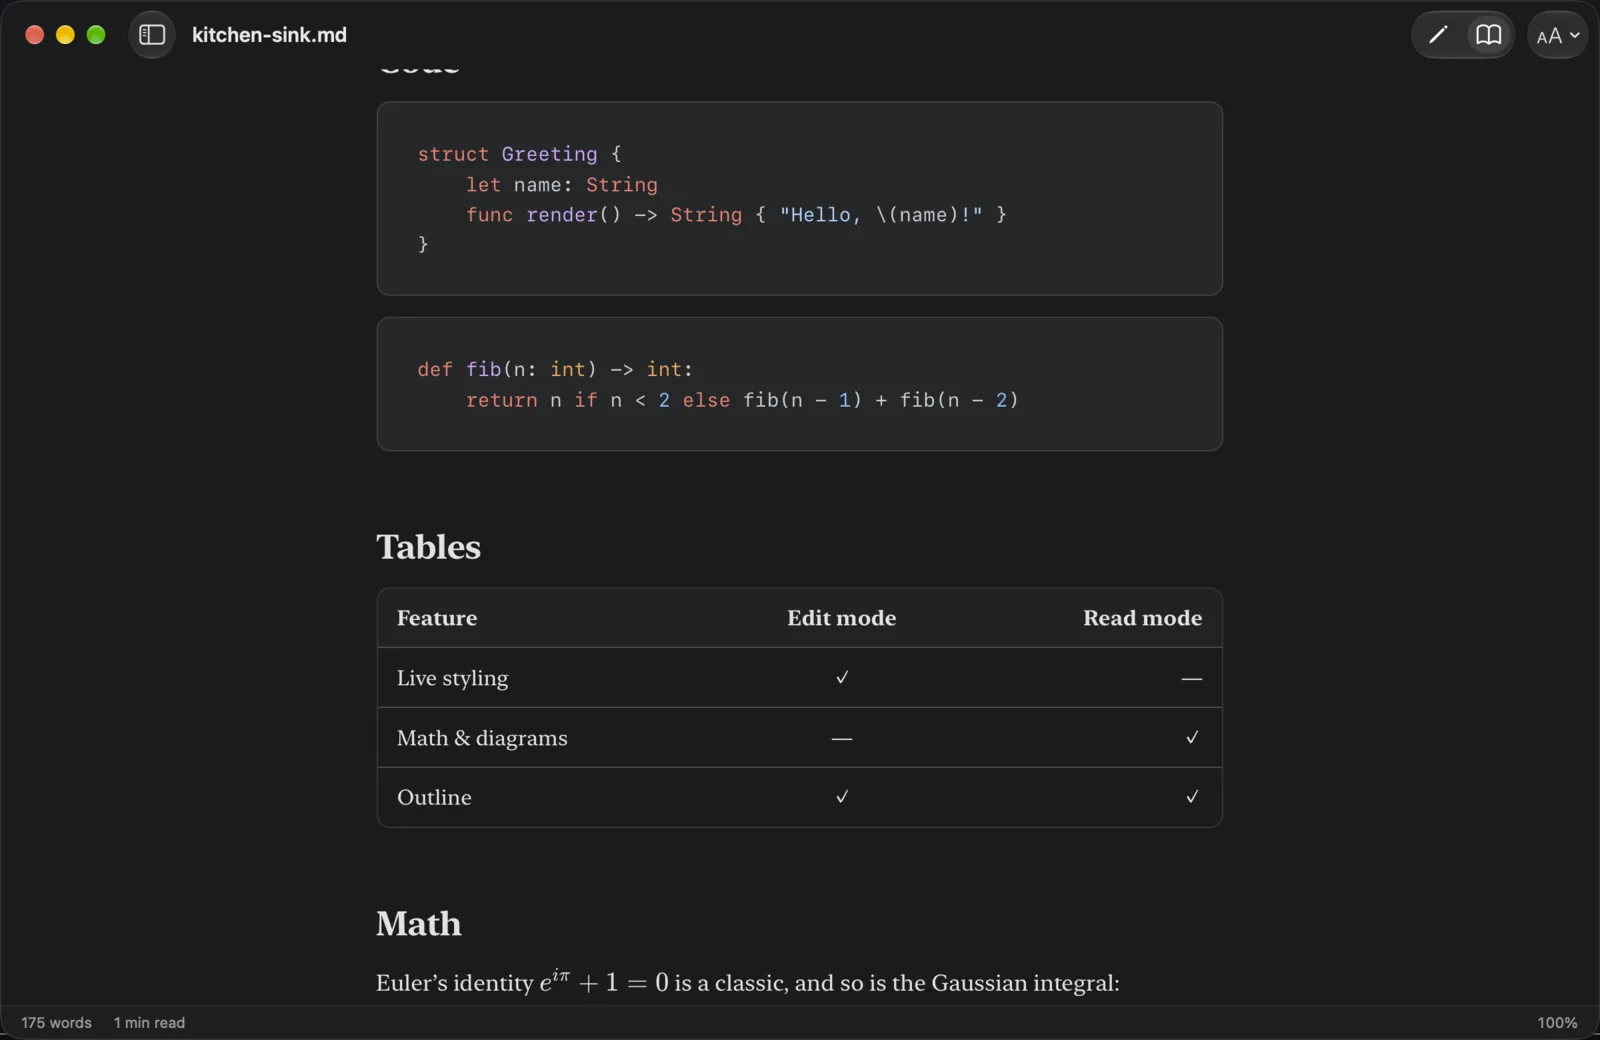 kitchen-sink.md
AA
Code
struct Greeting {
    let name: String
    func render() -> String { "Hello, \(name)!" }
}
def fib(n: int) -> int:
    return n if n < 2 else fib(n - 1) + fib(n - 2)
Tables
Feature Edit mode Read mode
Live styling ✓ —
Math & diagrams — ✓
Outline ✓ ✓
Math
Euler’s identity e^{iπ} + 1 = 0 is a classic, and so is the Gaussian integral:
175 words 1 min read 100%